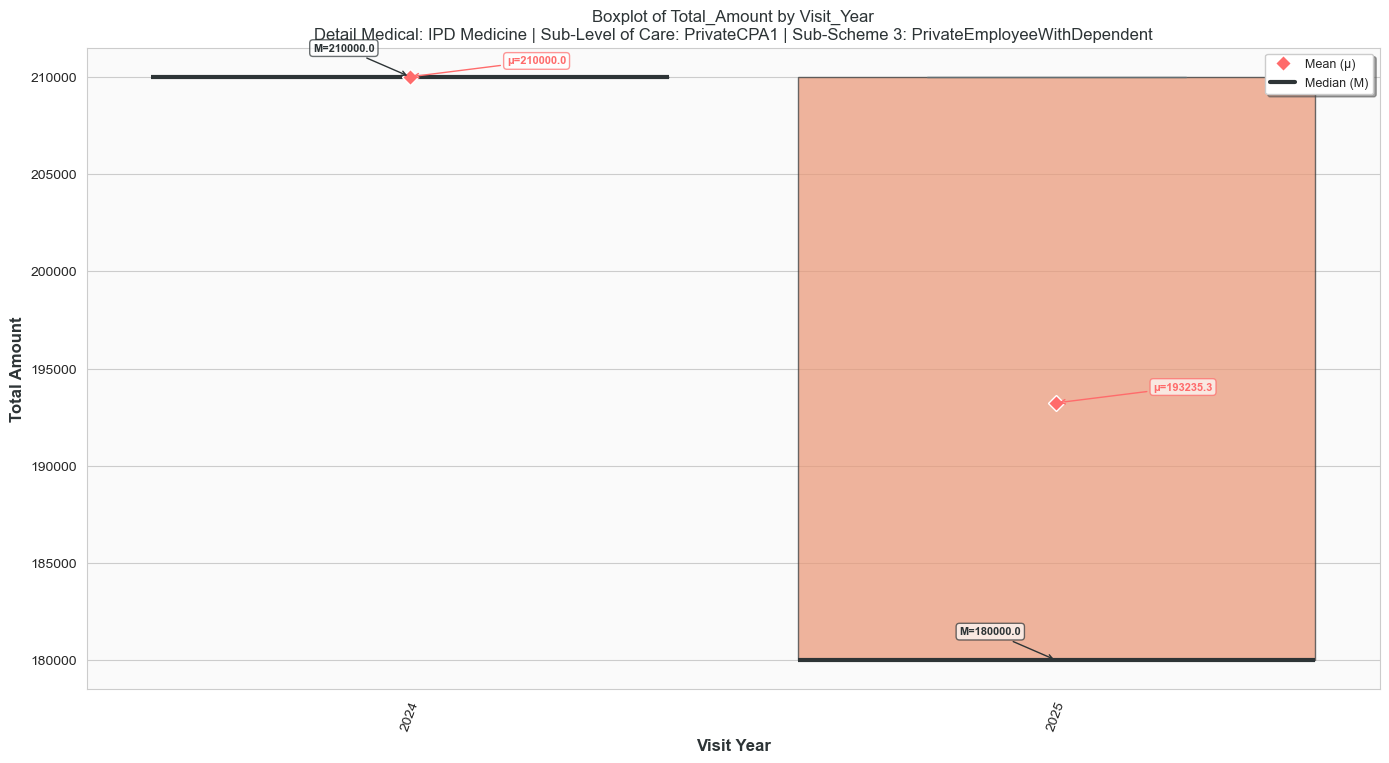 Boxplot of Total_Amount by Visit_Year
Detail Medical: IPD Medicine | Sub-Level of Care: PrivateCPA1 | Sub-Scheme 3: PrivateEmployeeWithDependent
M=210000.0
μ=210000.0
Mean (μ)
Median (M)
210000
205000
200000
195000
190000
185000
180000
Total Amount
μ=193235.3
M=180000.0
2024
2025
Visit Year